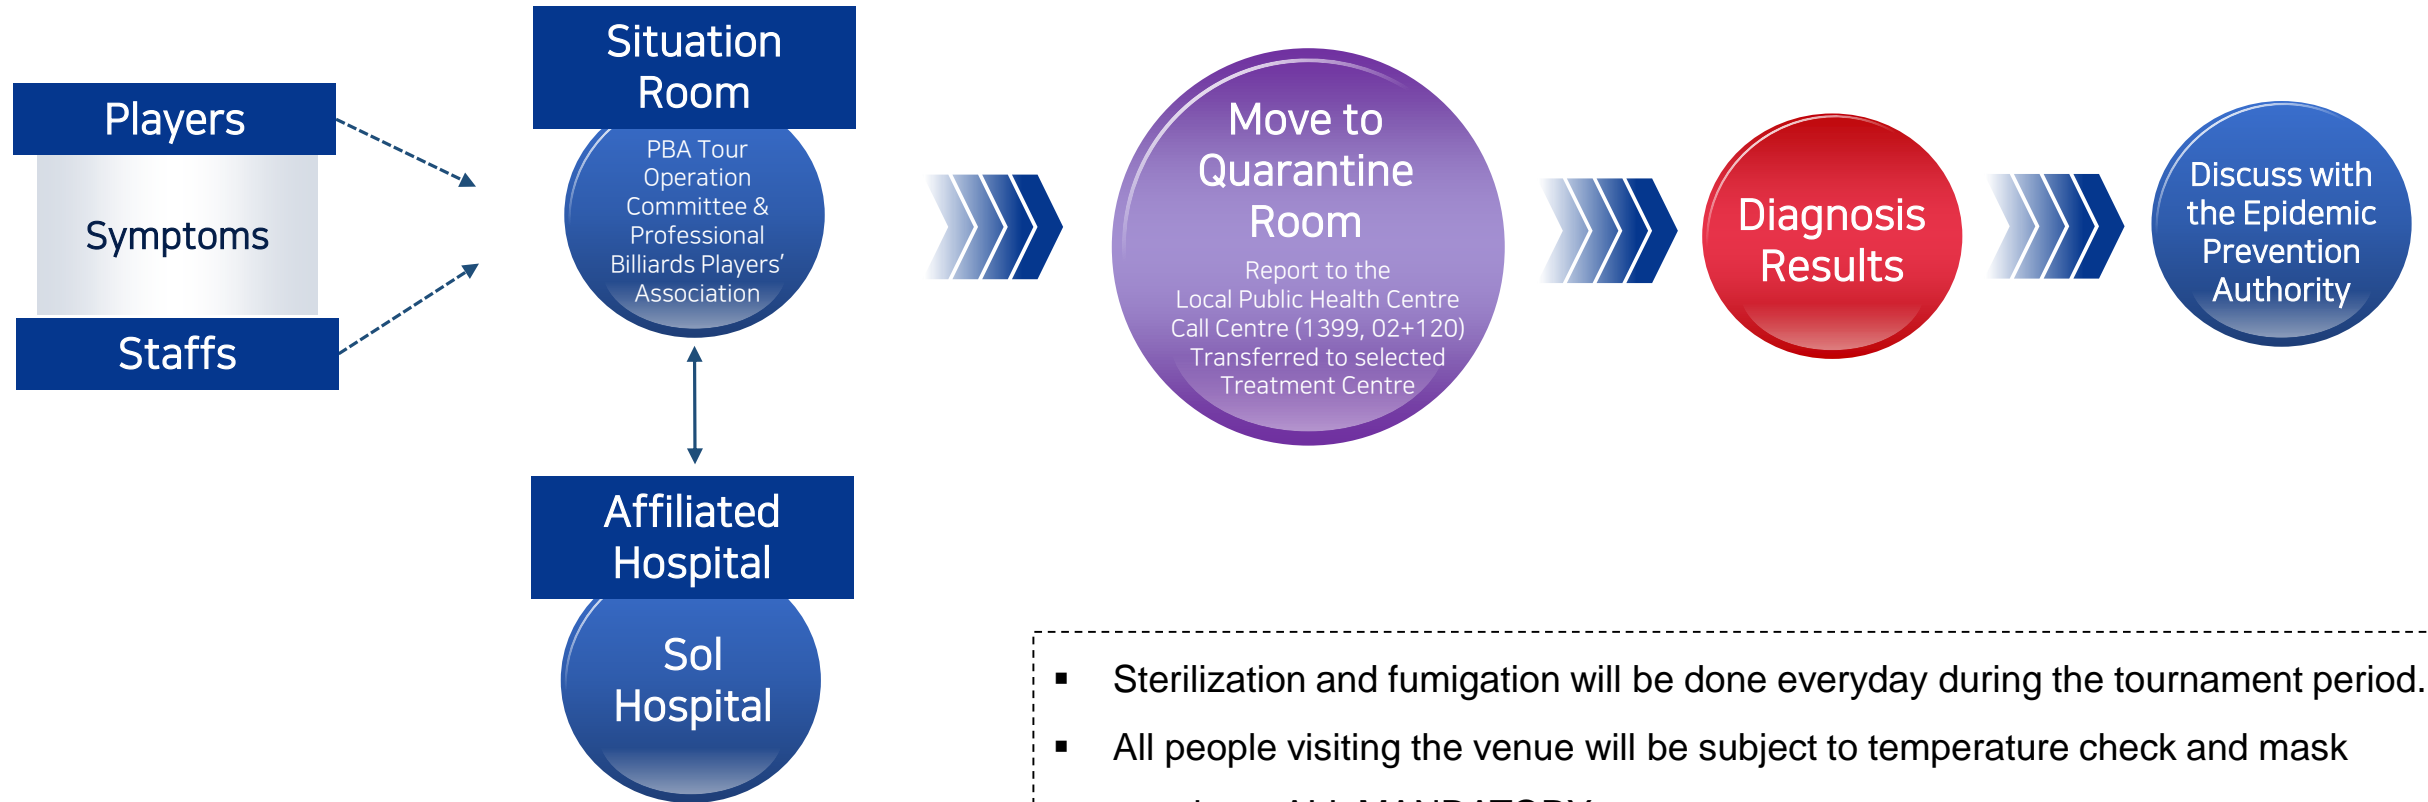 Players
Symptoms
Staffs
Situation
Room
PBA Tour
Operation
Committee &
Professional
Billiards Players'
Association
Affiliated
Hospital
Sol
Hospital
Move to
Quarantine
Room
Report to the
Local Public Health Centre
Call Centre (1399, 02+120)
Transferred to selected
Treatment Centre
Diagnosis
Results
Discuss with
the Epidemic
Prevention
Authority
▪ Sterilization and fumigation will be done everyday during the tournament period.
▪ All people visiting the venue will be subject to temperature check and mask
ALL MANDATORY